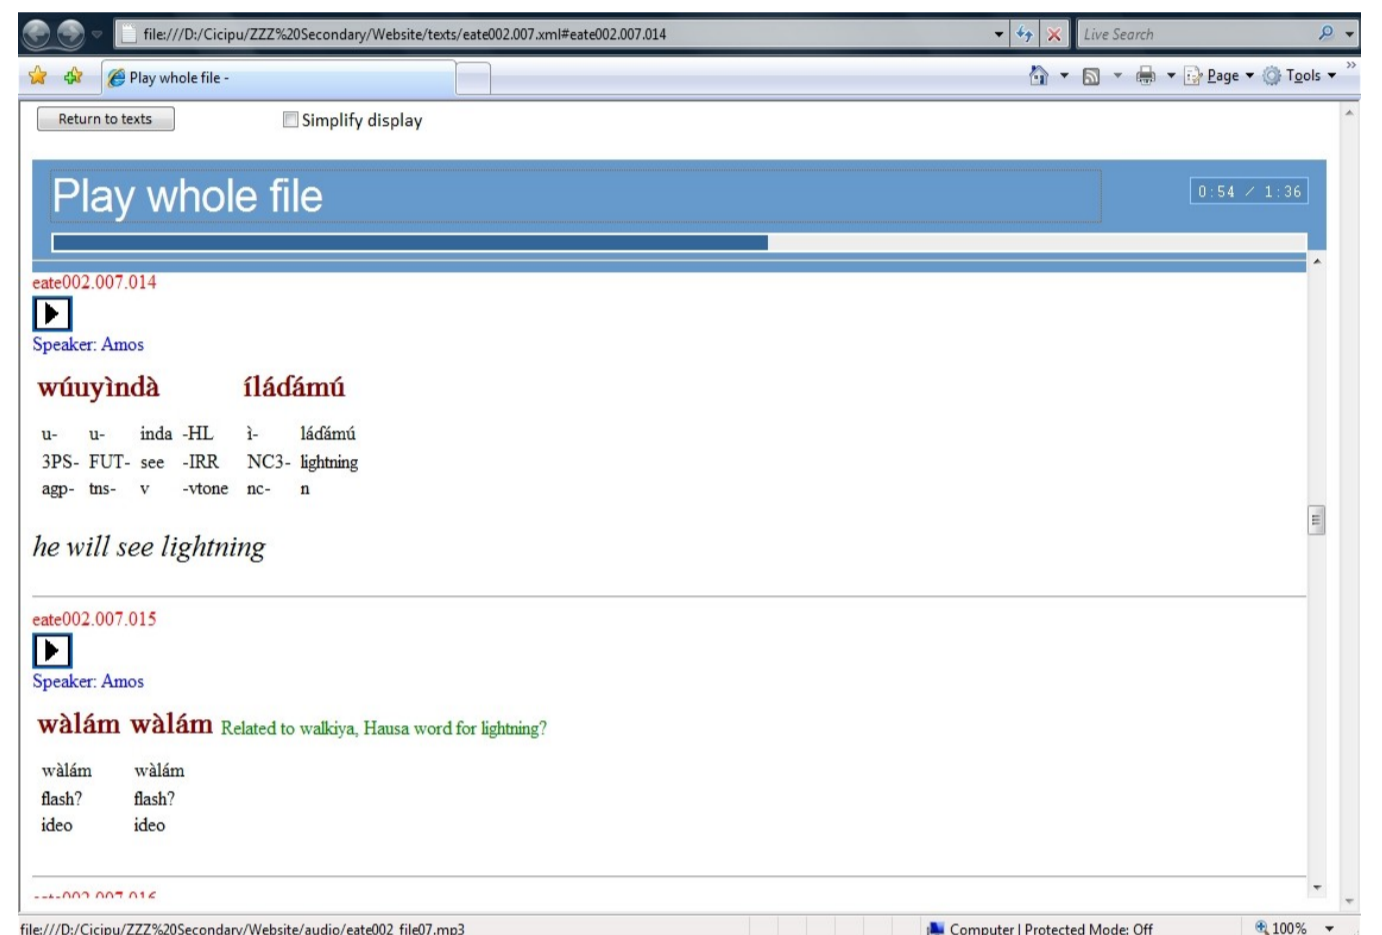 file:///D:/Cicipu/ZZZ%20Secondary/Website/texts/eate002.007.xml#eate002.007.014 Live Search
Play whole file - Page Tools
Return to texts Simplify display
Play whole file 0:54 / 1:36
eate002.007.014
Speaker: Amos
wúuyìndà íláɗámú
u- u- inda -HL ì- láɗámú
3PS- FUT- see -IRR NC3- lightning
agp- tns- v -vtone nc- n
he will see lightning
eate002.007.015
Speaker: Amos
wàlám wàlám Related to walkiya, Hausa word for lightning?
wàlám wàlám
flash? flash?
ideo ideo
eate002.007.016
file:///D:/Cicipu/ZZZ%20Secondary/Website/audio/eate002_file07.mp3 Computer | Protected Mode: Off 100%